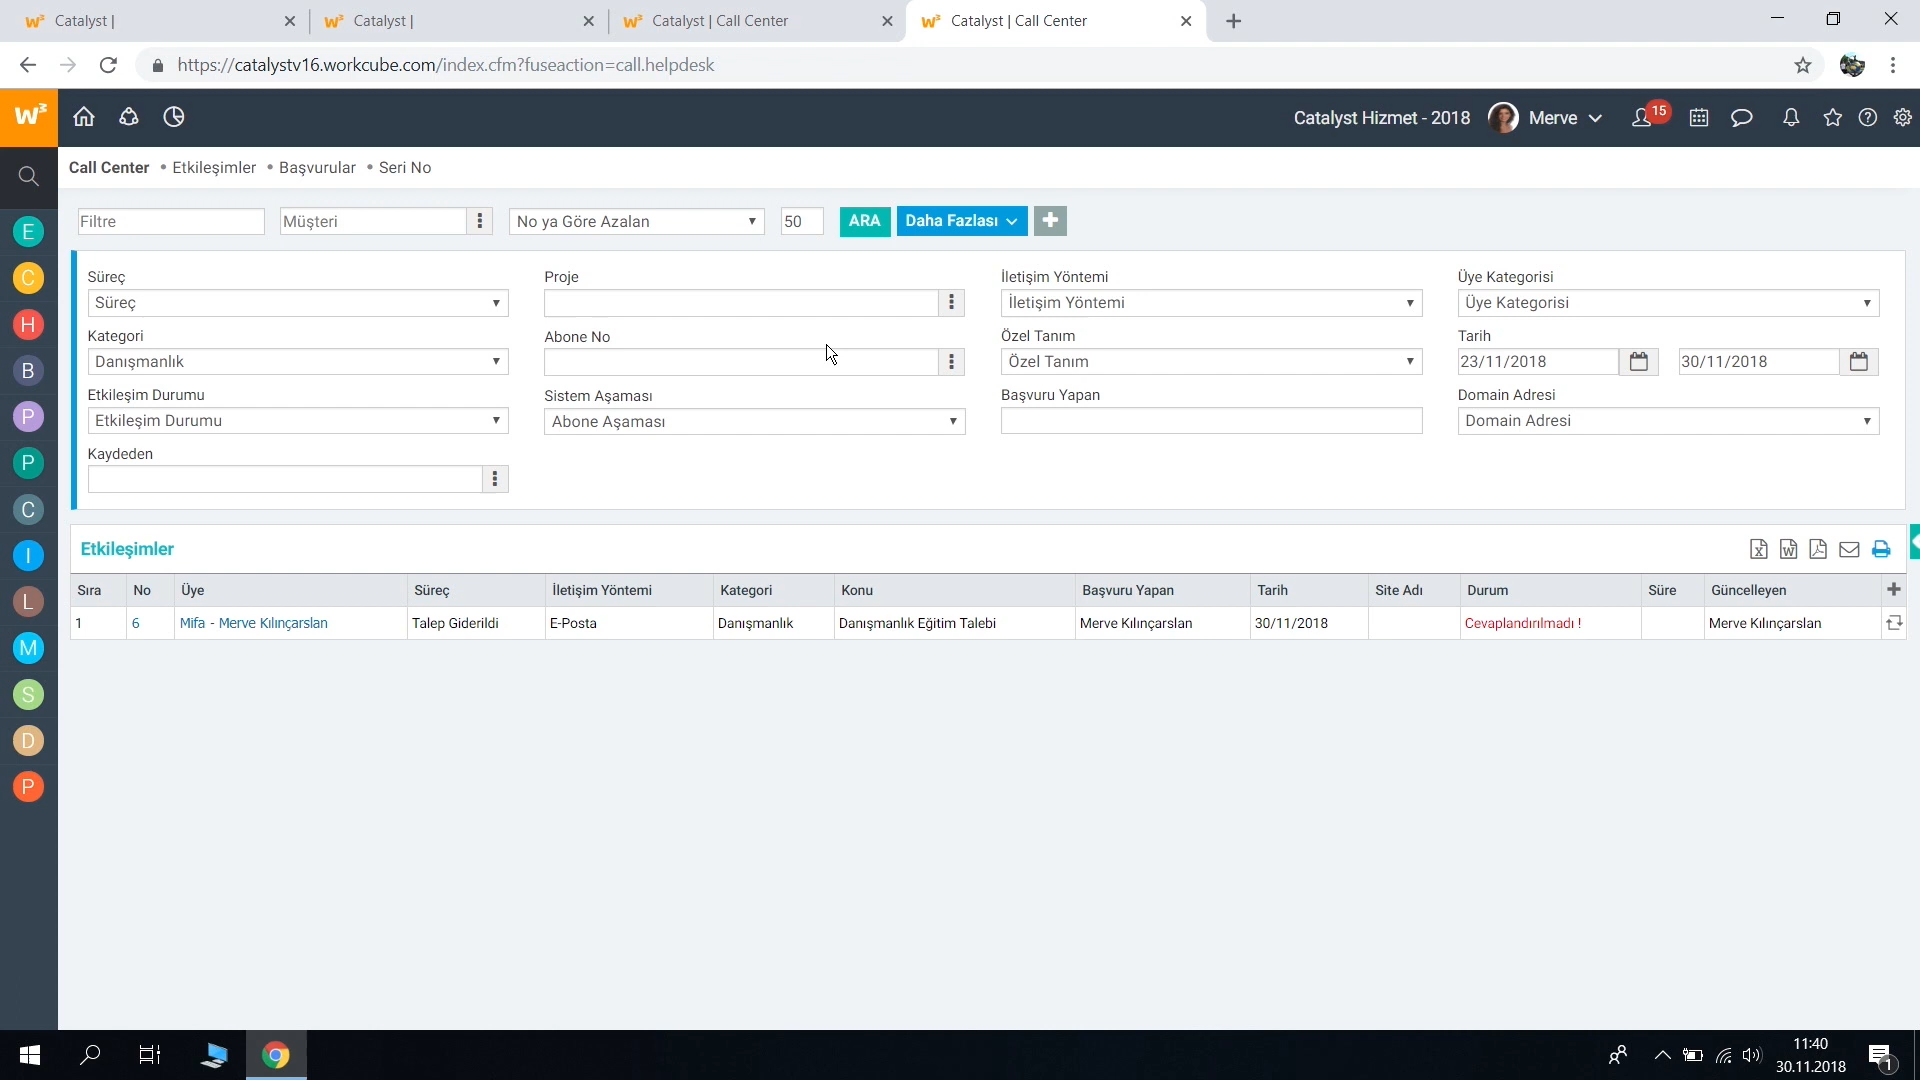 Catalyst |
Catalyst |
Catalyst | Call Center
Catalyst | Call Center
https://catalystv16.workcube.com/index.cfm?fuseaction=call.helpdesk
w3
Catalyst Hizmet - 2018
Merve
15
Call Center • Etkileşimler • Başvurular • Seri No
Filtre
Müşteri
No ya Göre Azalan
50
ARA
Daha Fazlası
Süreç
Proje
İletişim Yöntemi
Üye Kategorisi
Süreç
İletişim Yöntemi
Üye Kategorisi
Kategori
Abone No
Özel Tanım
Tarih
Danışmanlık
Özel Tanım
23/11/2018
30/11/2018
Etkileşim Durumu
Sistem Aşaması
Başvuru Yapan
Domain Adresi
Etkileşim Durumu
Abone Aşaması
Domain Adresi
Kaydeden
Etkileşimler
Sıra No Üye Süreç İletişim Yöntemi Kategori Konu Başvuru Yapan Tarih Site Adı Durum Süre Güncelleyen
1 6 Mifa - Merve Kılınçarslan Talep Giderildi E-Posta Danışmanlık Danışmanlık Eğitim Talebi Merve Kılınçarslan 30/11/2018 Cevaplandırılmadı ! Merve Kılınçarslan
E
C
H
B
P
P
C
I
L
M
S
D
P
11:40
30.11.2018
1